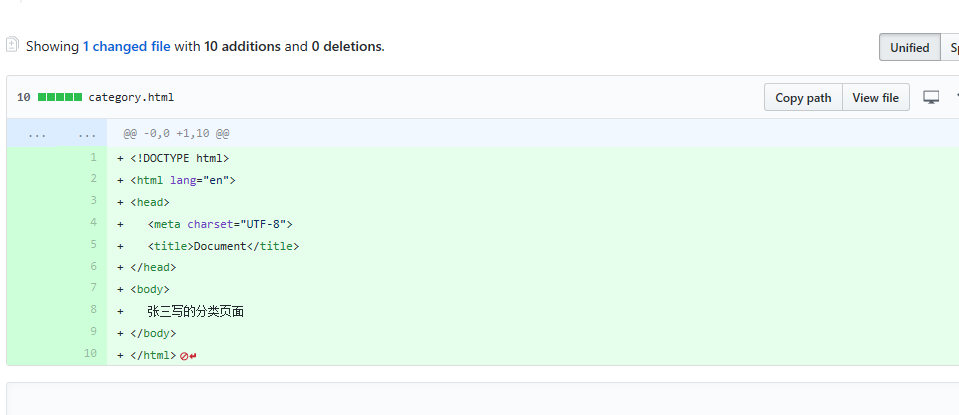 Showing 1 changed file with 10 additions and 0 deletions.
Unified
10 category.html
Copy path
View file
... ... @@ -0,0 +1,10 @@
1 + <!DOCTYPE html>
2 + <html lang="en">
3 + <head>
4 + <meta charset="UTF-8">
5 + <title>Document</title>
6 + </head>
7 + <body>
8 + 张三写的分类页面
9 + </body>
10 + </html>